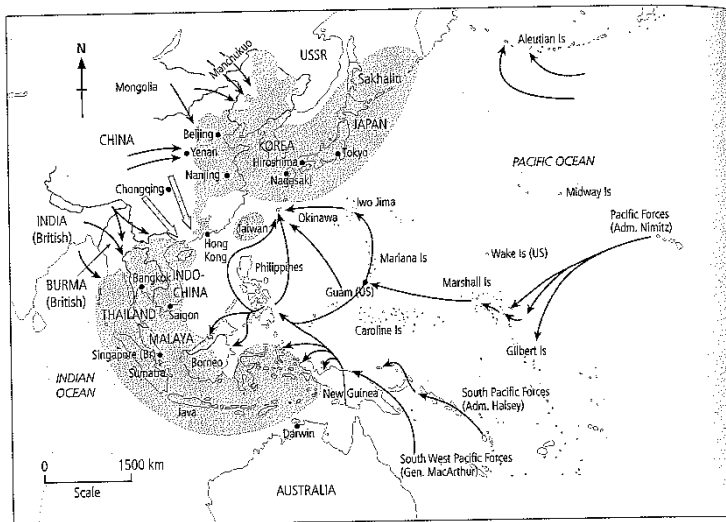 Aleutian Is
N
USSR
Manchukuo
Sakhalin
Mongolia
JAPAN
CHINA
Beijing
KOREA
Yenan
Hiroshima
Tokyo
PACIFIC OCEAN
Nanjing
Nagasaki
Chongqing
Midway Is
Iwo Jima
Okinawa
INDIA
(British)
Taiwan
Pacific Forces
(Adm. Nimitz)
Hong
Kong
Mariana Is
Wake Is (US)
BURMA
(British)
Bangkok
INDO-
CHINA
Philippines
Guam (US)
Marshall Is
THAILAND
Saigon
Caroline Is
MALAYA
Gilbert Is
Singapore (Br)
Borneo
INDIAN
OCEAN
Sumatra
New Guinea
South Pacific Forces
(Adm. Halsey)
Java
Darwin
South West Pacific Forces
(Gen. MacArthur)
0
1500 km
Scale
AUSTRALIA